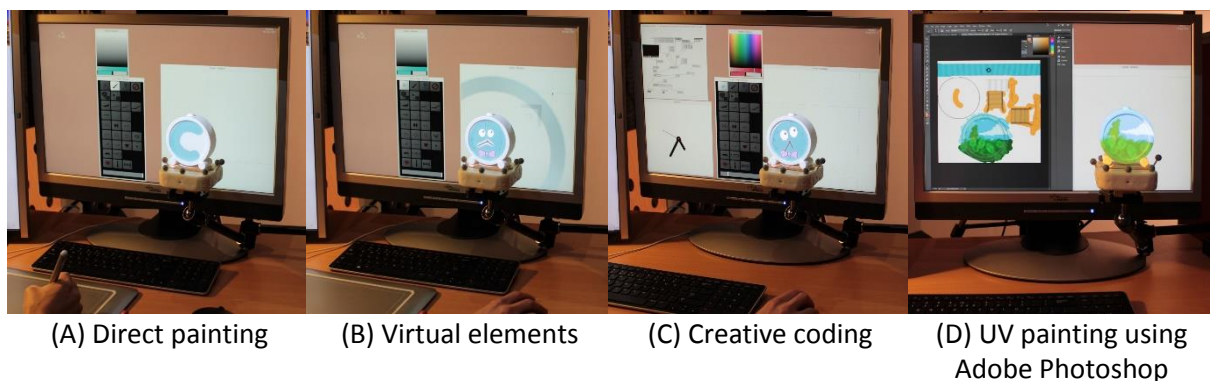 (A) Direct painting
(B) Virtual elements
(C) Creative coding
(D) UV painting using
Adobe Photoshop